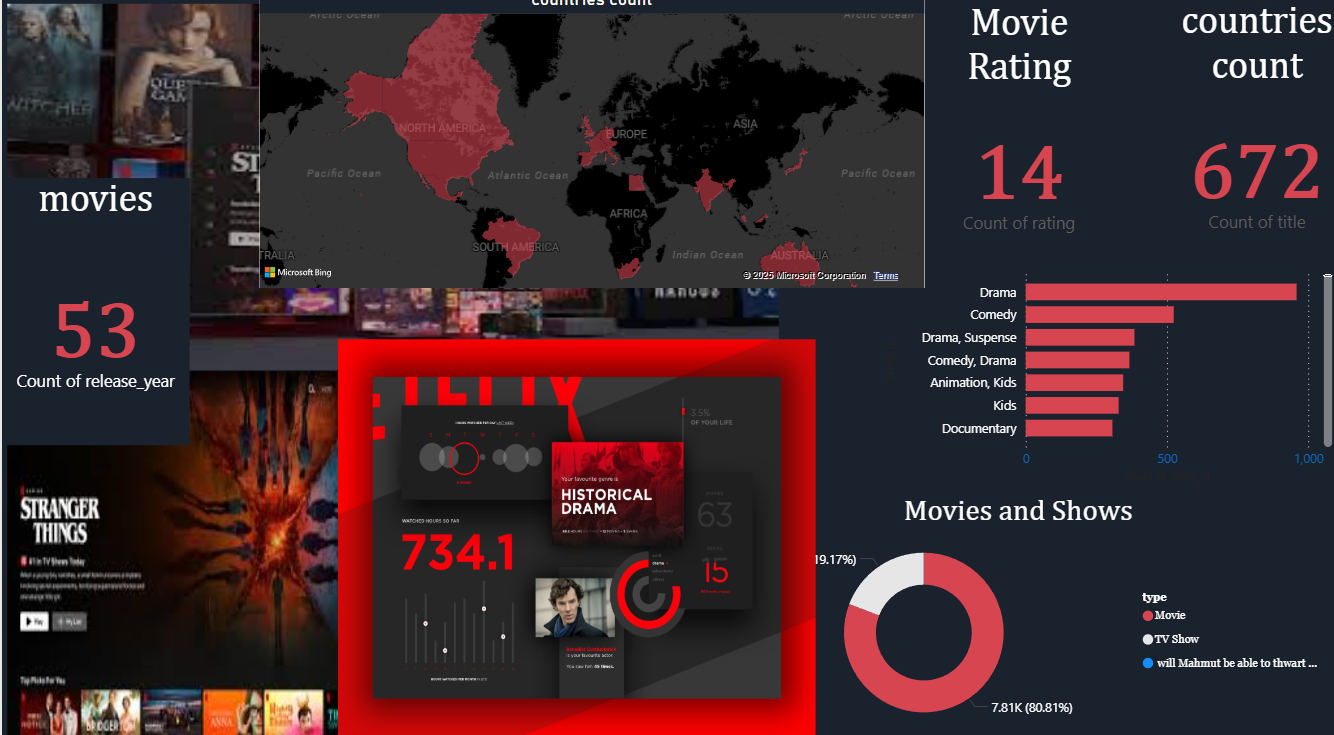 countries count
Arctic Ocean
Arctic Ocean
NORTH AMERICA
EUROPE
ASIA
Pacific Ocean
Atlantic Ocean
Pacific Ocean
AFRICA
SOUTH AMERICA
Indian Ocean
AUSTRALIA
TRALIA
Microsoft Bing
© 2025 Microsoft Corporation Terms
WITCHER
movies
53
Count of release_year
Movie
Rating
14
Count of rating
countries
count
672
Count of title
Drama
Comedy
Drama, Suspense
Comedy, Drama
Animation, Kids
Kids
Documentary
0 500 1,000
STRANGER
THINGS
#1 in TV Shows Today
Play
My List
Top Picks For You
BRIDGERTON
ANNA
3.5%
OF YOUR LIFE
Your favourite genre is
HISTORICAL
DRAMA
WATCHED HOURS SO FAR
734.1
63
15
is your favourite actor.
You saw him 45 times.
Movies and Shows
19.17%)
7.81K (80.81%)
type
Movie
TV Show
will Mahmut be able to thwart ...